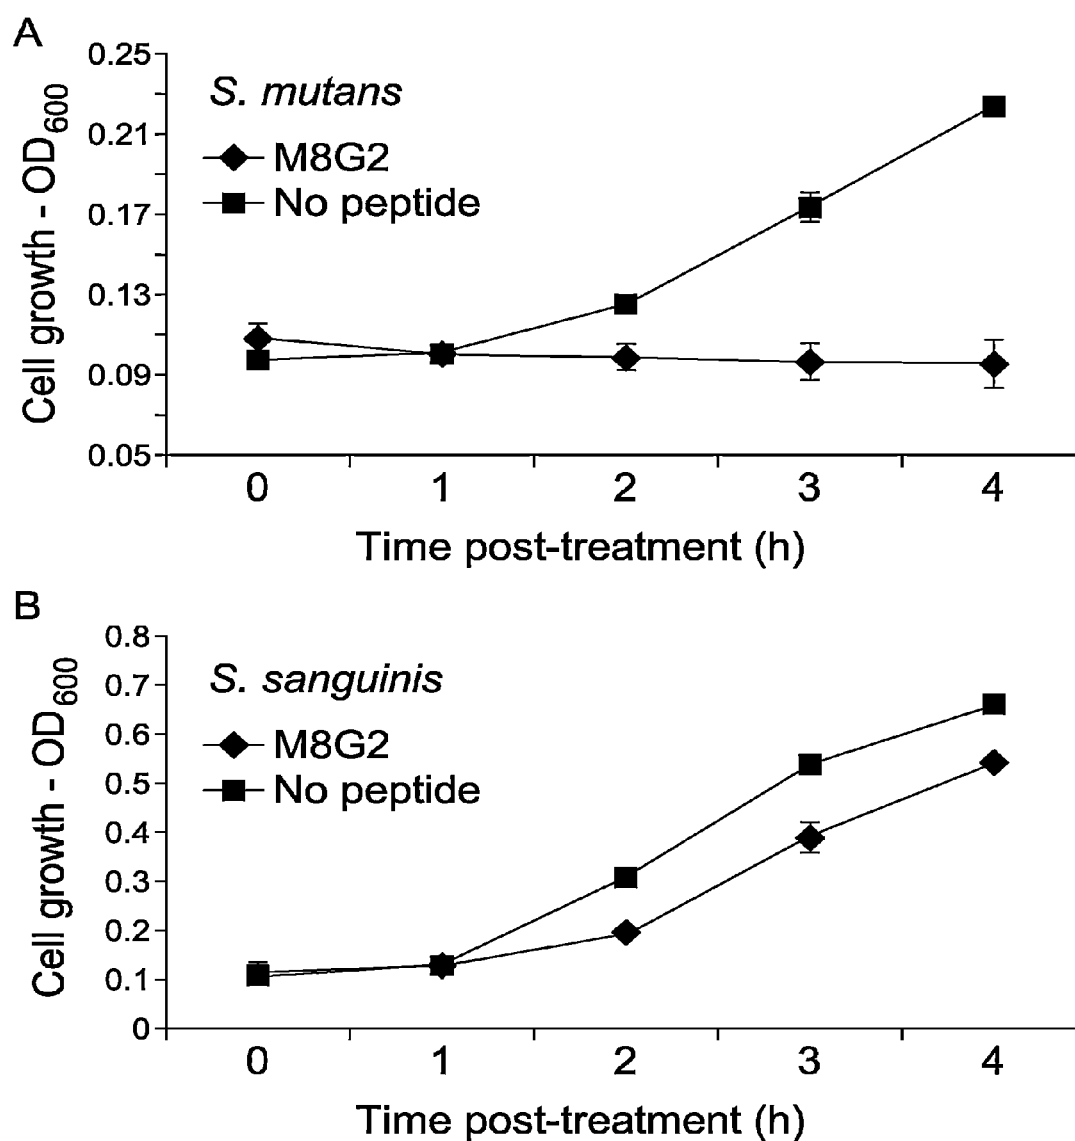 A
Cell growth - OD600
0.25
0.21
0.17
0.13
0.09
0.05
S. mutans
M8G2
No peptide
0 1 2 3 4
Time post-treatment (h)
B
Cell growth - OD600
0.8
0.7
0.6
0.5
0.4
0.3
0.2
0.1
0
S. sanguinis
M8G2
No peptide
0 1 2 3 4
Time post-treatment (h)